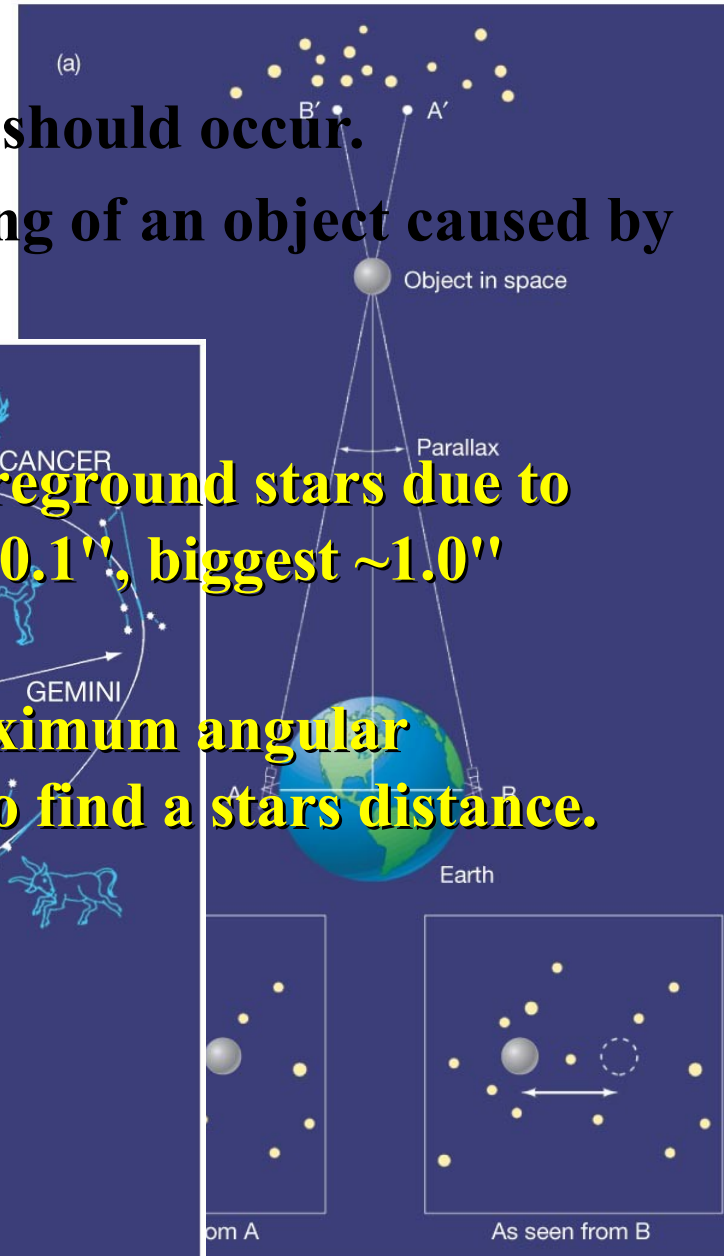 (a)
should occur.
B′ A′
ng of an object caused by
Object in space
Parallax
CANCER
reground stars due to
0.1", biggest ~1.0"
GEMINI
ximum angular
A B
o find a stars distance.
Earth
om A
As seen from B